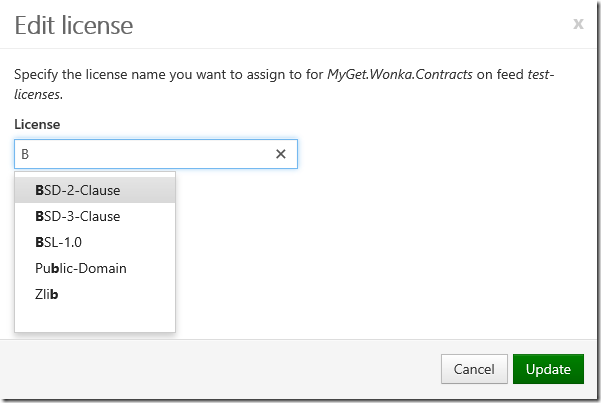 Edit license
x
Specify the license name you want to assign to for MyGet.Wonka.Contracts on feed test-
licenses.
License
B
BSD-2-Clause
BSD-3-Clause
BSL-1.0
Public-Domain
Zlib
Cancel
Update